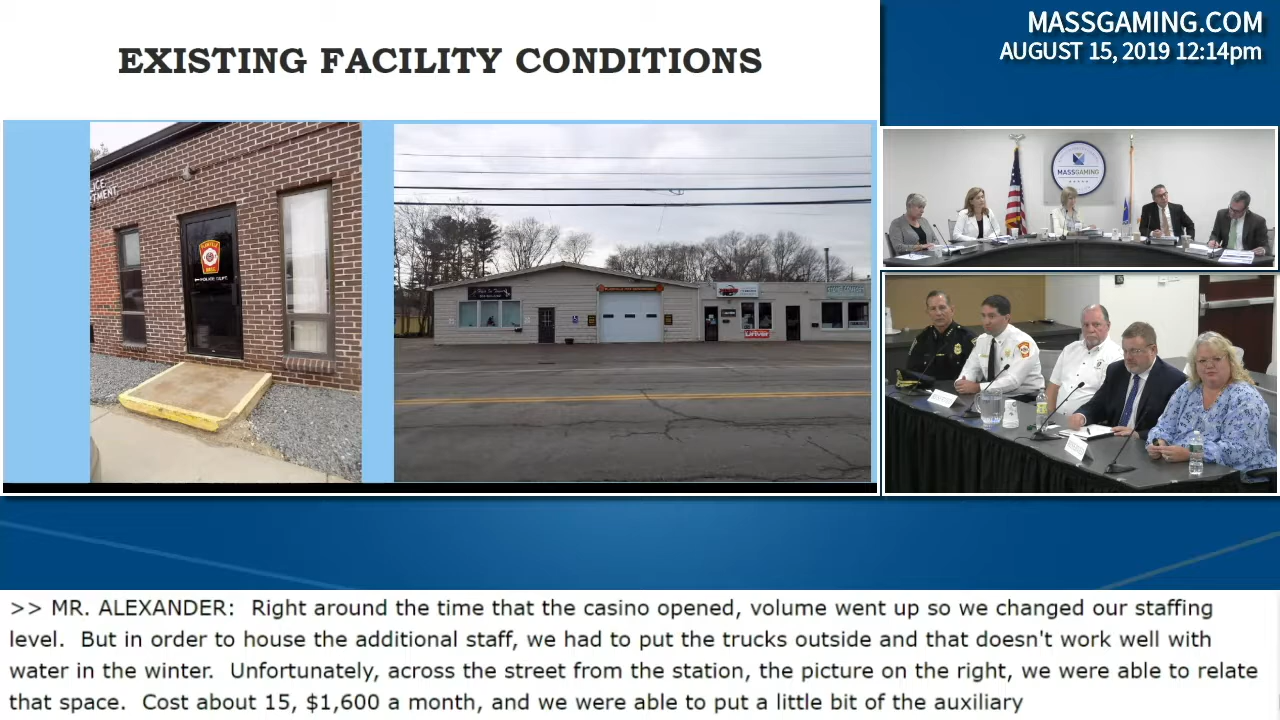 EXISTING FACILITY CONDITIONS
MASSGAMING.COM
AUGUST 15, 2019 12:14pm
MASSGAMING
POLICE DEPT.
>> MR. ALEXANDER:  Right around the time that the casino opened, volume went up so we changed our staffing
level.  But in order to house the additional staff, we had to put the trucks outside and that doesn't work well with
water in the winter.  Unfortunately, across the street from the station, the picture on the right, we were able to relate
that space.  Cost about 15, $1,600 a month, and we were able to put a little bit of the auxiliary